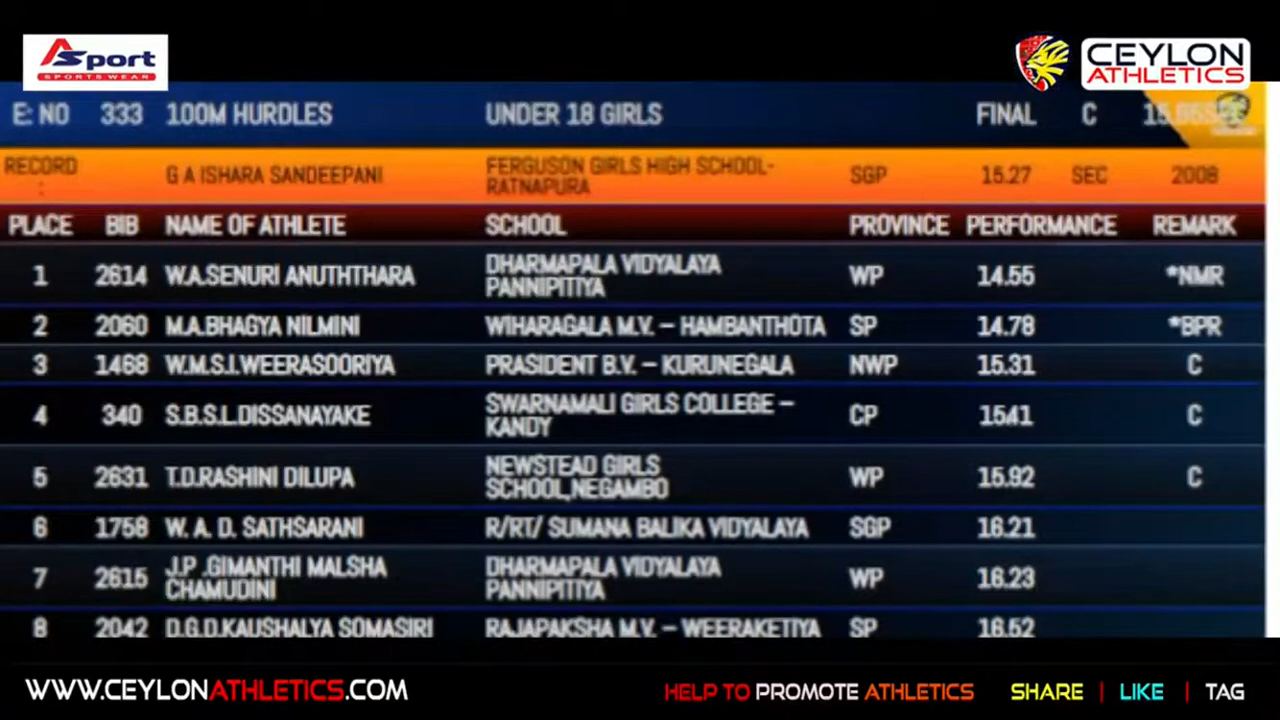 Asport
SPORTS WEAR
CEYLON
ATHLETICS
E: NO 333 100M HURDLES UNDER 18 GIRLS FINAL C
RECORD : G A ISHARA SANDEEPANI FERGUSON GIRLS HIGH SCHOOL-
RATNAPURA SGP 15.27 SEC 2008
PLACE BIB NAME OF ATHLETE SCHOOL PROVINCE PERFORMANCE REMARK
1 2614 W.A.SENURI ANUTHTHARA DHARMAPALA VIDYALAYA
PANNIPITIYA WP 14.55 *NMR
2 2060 M.A.BHAGYA NILMINI WIHARAGALA M.V. – HAMBANTHOTA SP 14.78 *BPR
3 1468 W.M.S.I.WEERASOORIYA PRASIDENT B.V. – KURUNEGALA NWP 15.31 C
4 340 S.B.S.L.DISSANAYAKE SWARNAMALI GIRLS COLLEGE –
KANDY CP 15.41 C
5 2631 T.D.RASHINI DILUPA NEWSTEAD GIRLS
SCHOOL,NEGAMBO WP 15.92 C
6 1758 W. A. D. SATHSARANI R/RT/ SUMANA BALIKA VIDYALAYA SGP 16.21
7 2615 J.P .GIMANTHI MALSHA
CHAMUDINI DHARMAPALA VIDYALAYA
PANNIPITIYA WP 16.23
8 2042 D.G.D.KAUSHALYA SOMASIRI RAJAPAKSHA M.V. – WEERAKETIYA SP 16.52
WWW.CEYLONATHLETICS.COM HELP TO PROMOTE ATHLETICS SHARE | LIKE | TAG